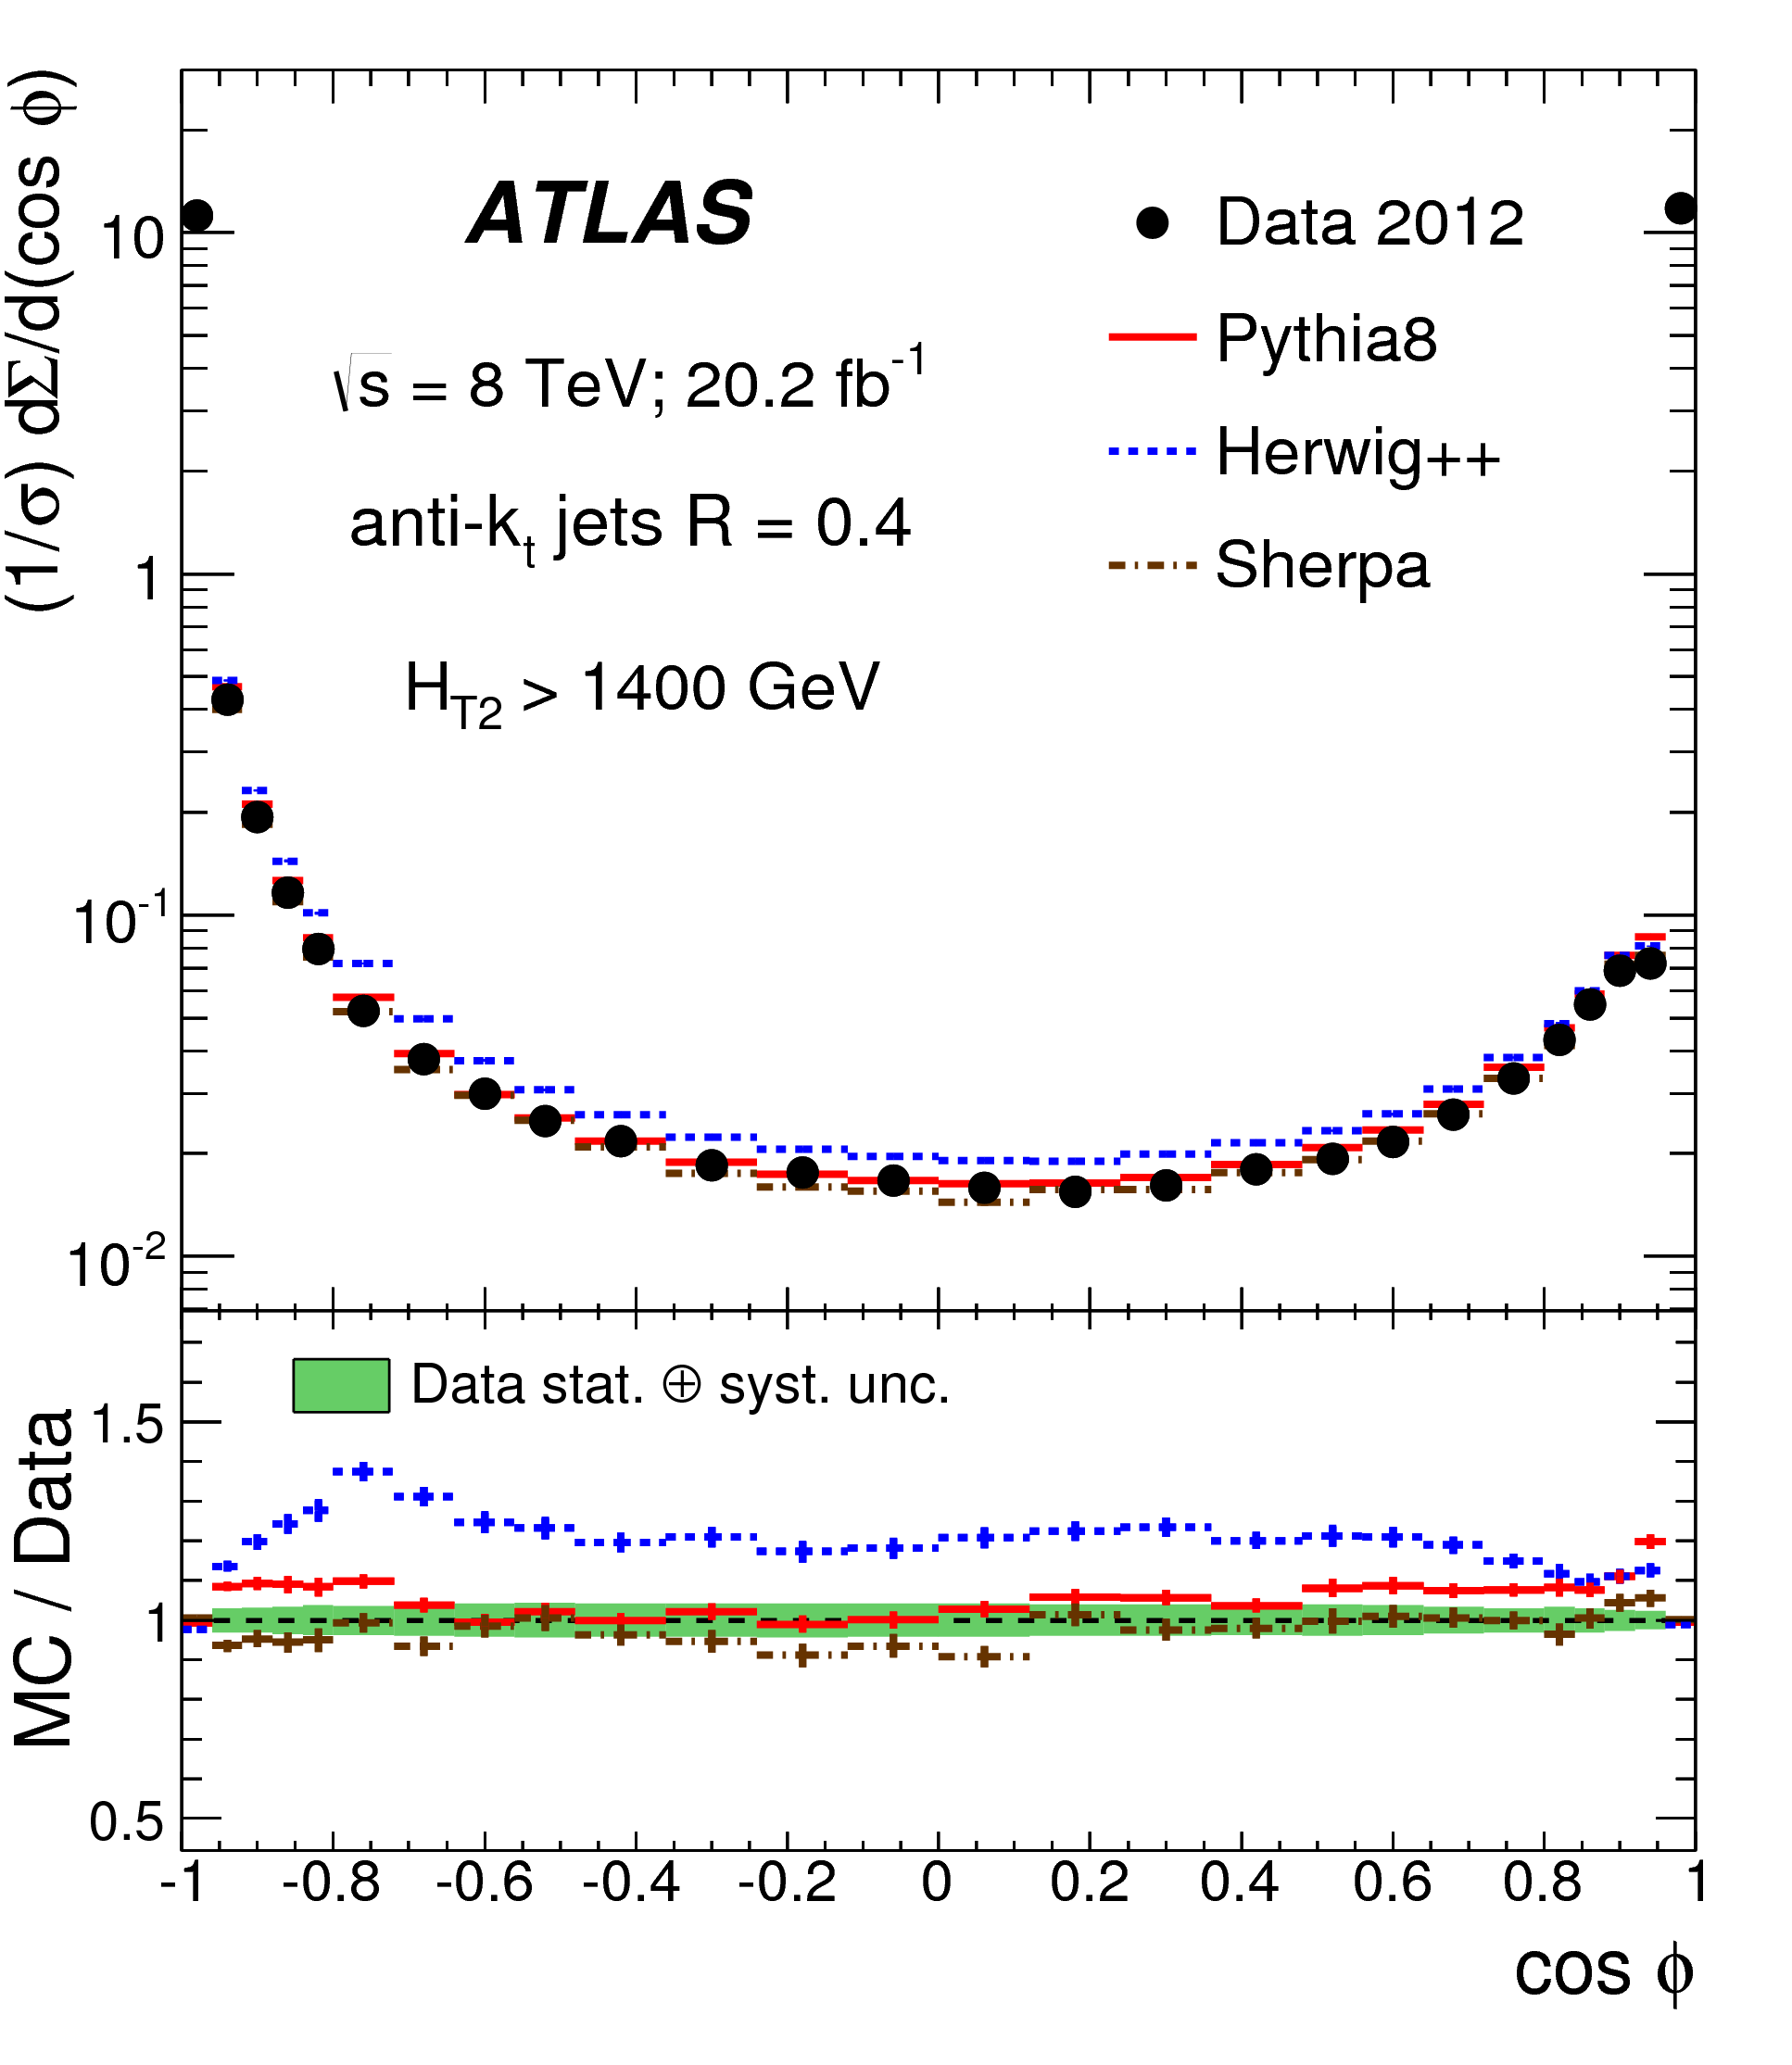 (1/σ) dΣ/d(cos ϕ)
ATLAS
√s = 8 TeV; 20.2 fb⁻¹
anti-kₜ jets R = 0.4
H_T2 > 1400 GeV
Data 2012
Pythia8
Herwig++
Sherpa
10
1
10⁻¹
10⁻²
MC / Data
Data stat. ⊕ syst. unc.
1.5
1
0.5
-1 -0.8 -0.6 -0.4 -0.2 0 0.2 0.4 0.6 0.8 1
cos ϕ